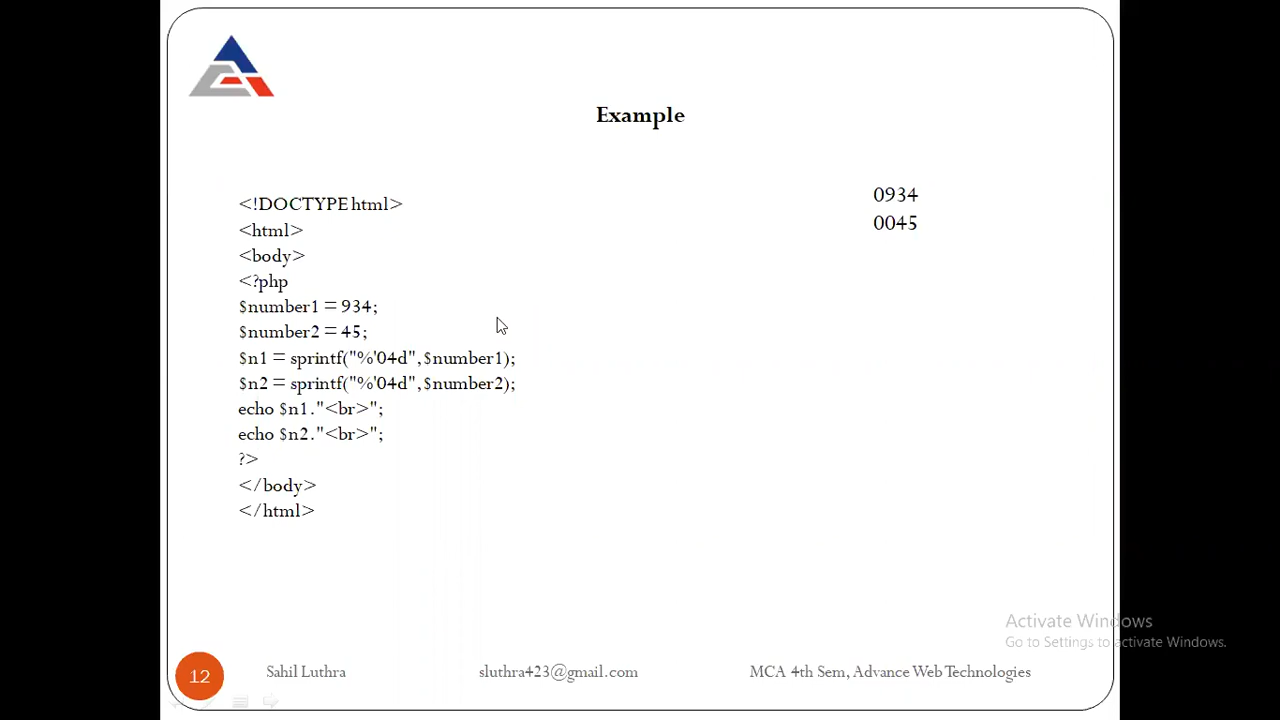 Example
<!DOCTYPE html>
<html>
<body>
<?php
$number1 = 934;
$number2 = 45;
$n1 = sprintf("%'04d",$number1);
$n2 = sprintf("%'04d",$number2);
echo $n1."<br>";
echo $n2."<br>";
?>
</body>
</html>
0934
0045
Activate Windows
Go to Settings to activate Windows.
12 Sahil Luthra sluthra423@gmail.com MCA 4th Sem, Advance Web Technologies